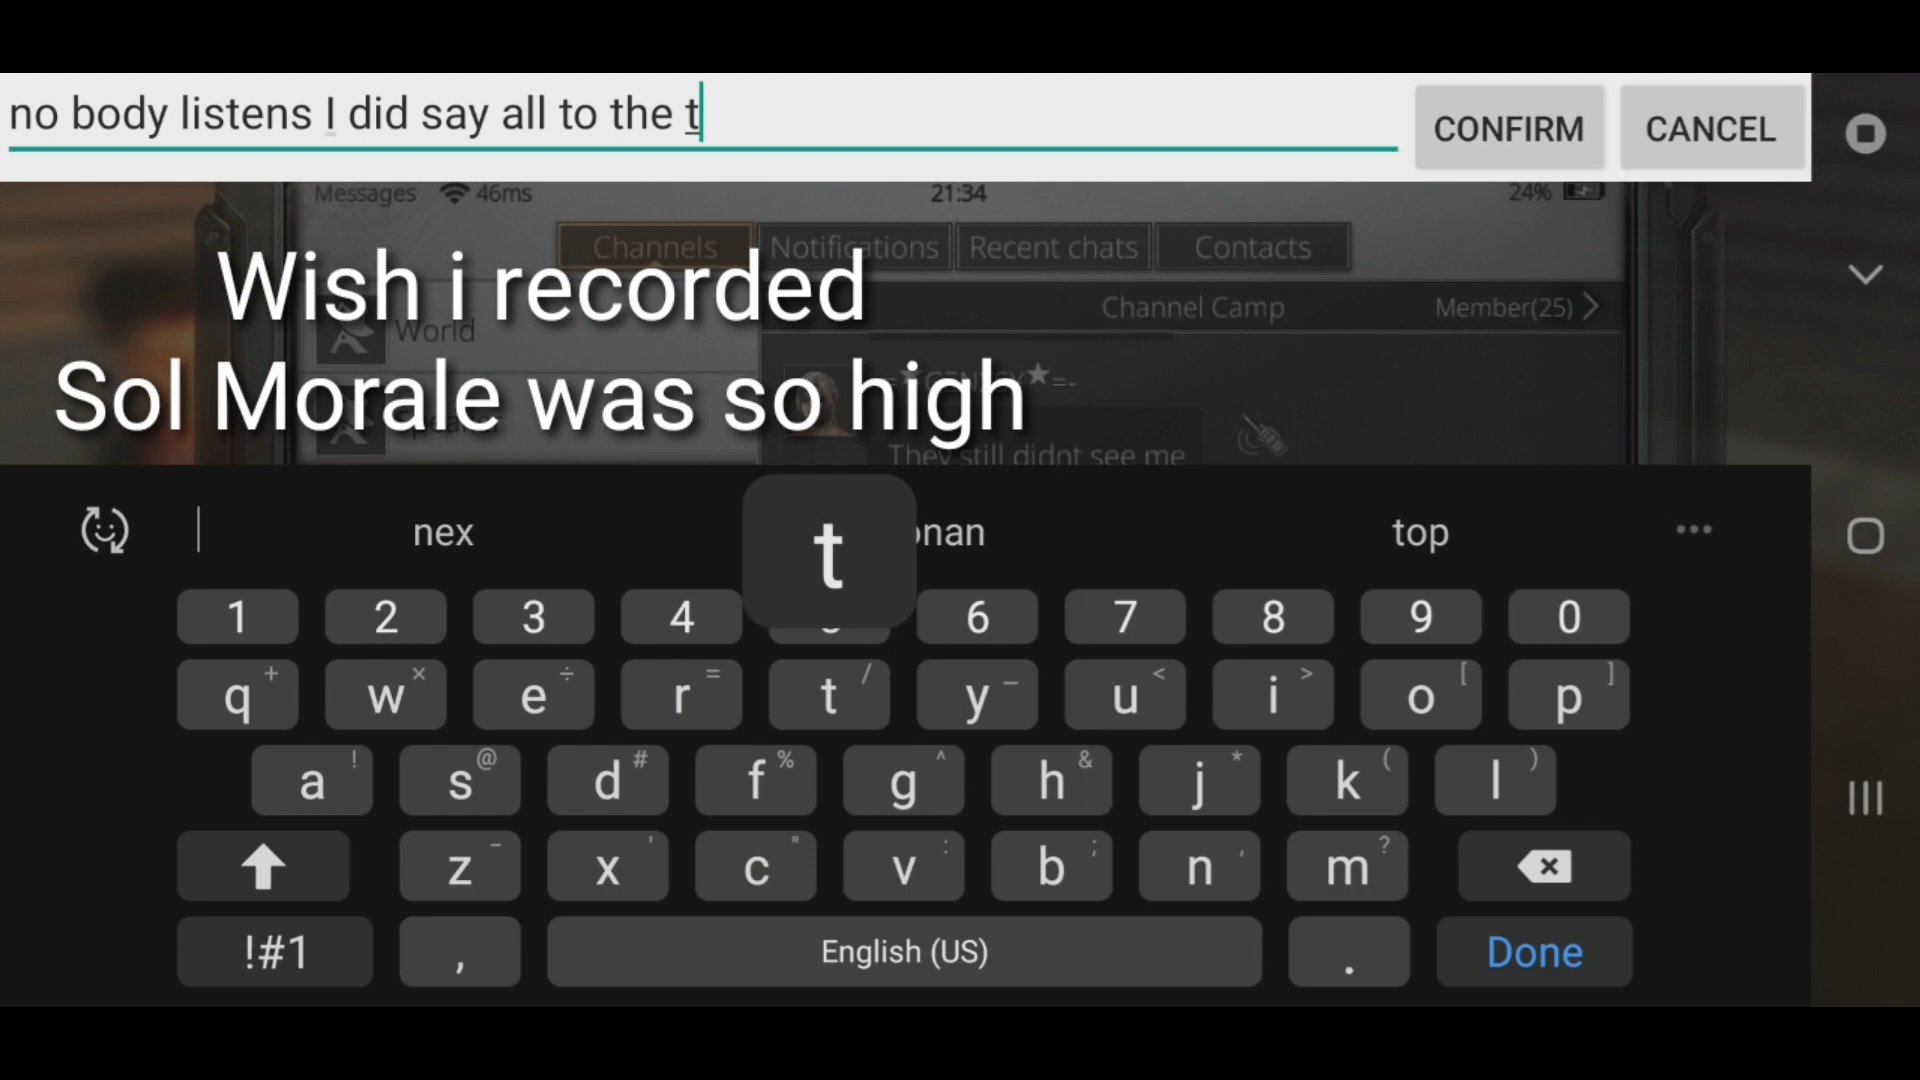 no body listens I did say all to the t
CONFIRM
CANCEL
Messages 46ms
21:34
24%
Channels
Notifications
Recent chats
Contacts
Wish i recorded
World
Channel Camp
Member(25)
Sol Morale was so high
They still didnt see me
nex
top
t
1 2 3 4 6 7 8 9 0
q + w × e ÷ r = t / y _ u < i > o [ p ]
a ! s @ d # f % g ^ h & j * k ( l )
z - x ' c " v : b ; n , m ?
!#1 , English (US) . Done